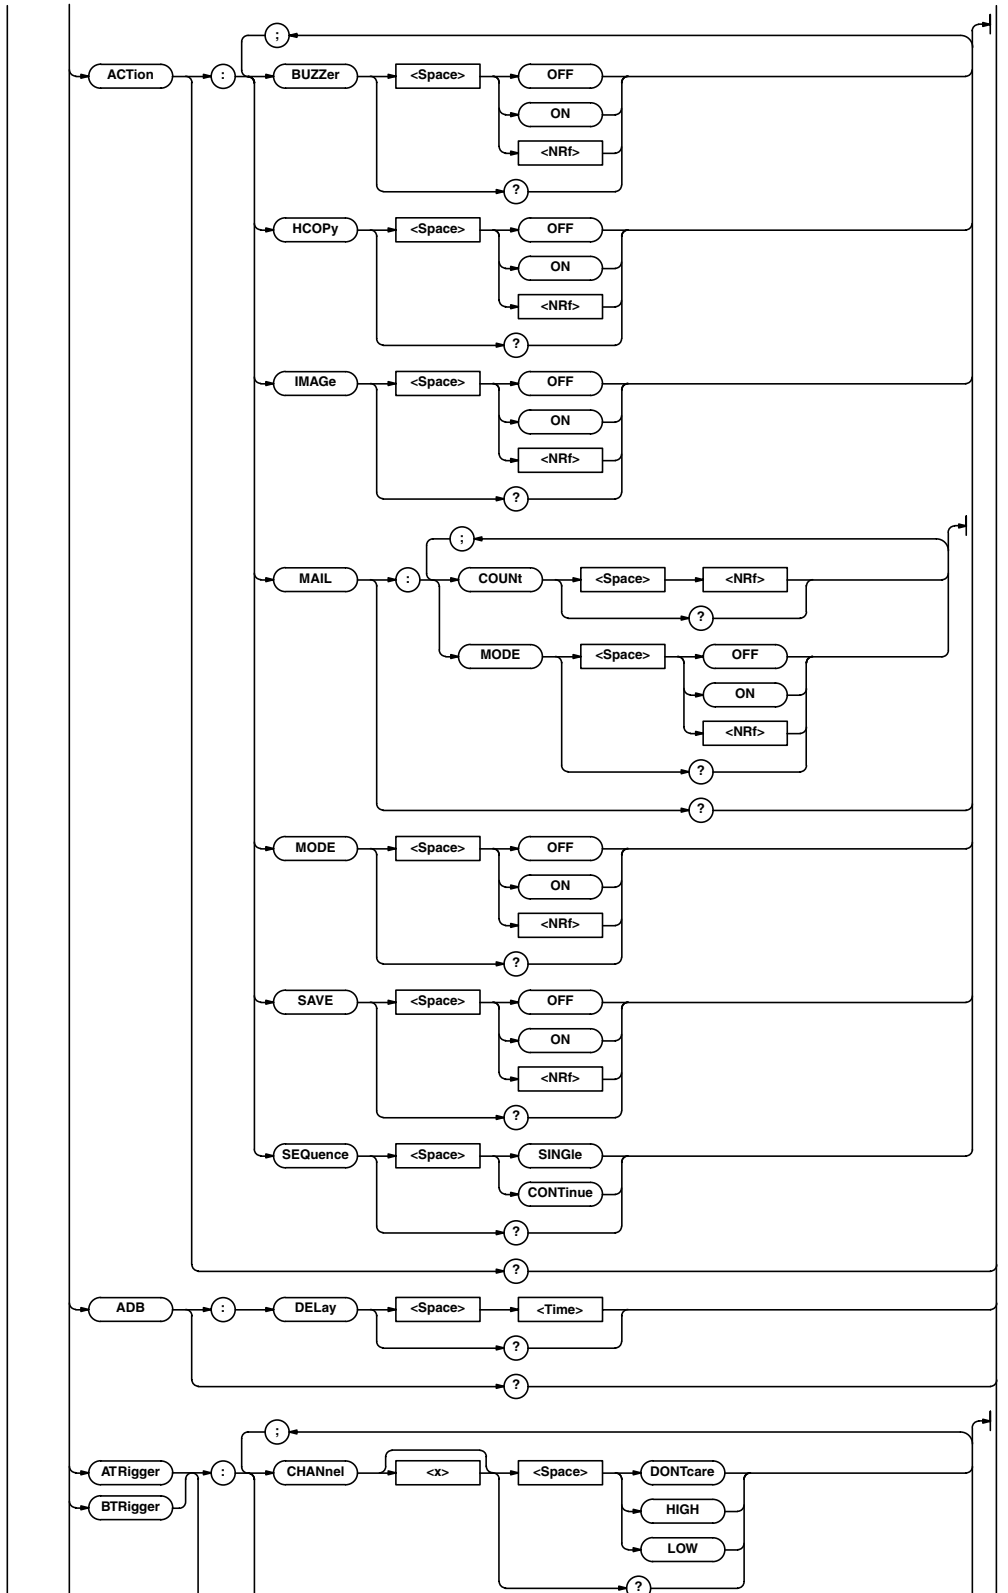 ;
ACTion : BUZZer <Space> OFF
ON
<NRf>
?
HCOPy <Space> OFF
ON
<NRf>
?
IMAGe <Space> OFF
ON
<NRf>
?
;
MAIL : COUNt <Space> <NRf>
?
MODE <Space> OFF
ON
<NRf>
?
?
MODE <Space> OFF
ON
<NRf>
?
SAVE <Space> OFF
ON
<NRf>
?
SEQuence <Space> SINGle
CONTinue
?
?
ADB : DELay <Space> <Time>
?
?
;
ATRigger : CHANnel <x> <Space> DONTcare
BTRigger HIGH
LOW
?